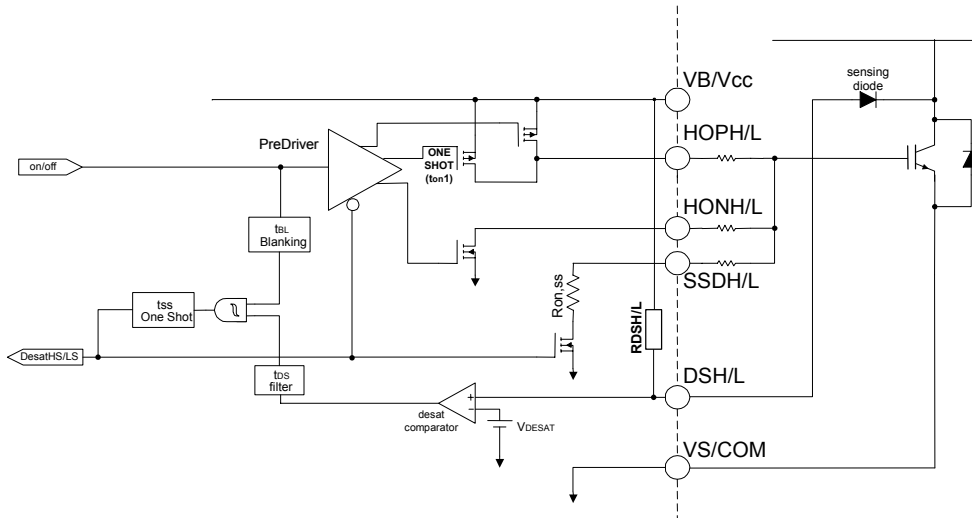 VB/Vcc
sensing
diode
HOPH/L
PreDriver
ONE
SHOT
(ton1)
on/off
HONH/L
tBL
Blanking
SSDH/L
tss
One Shot
Ron,ss
RDSH/L
DesatHS/LS
tDS
filter
DSH/L
+
-
desat
comparator
VDESAT
VS/COM